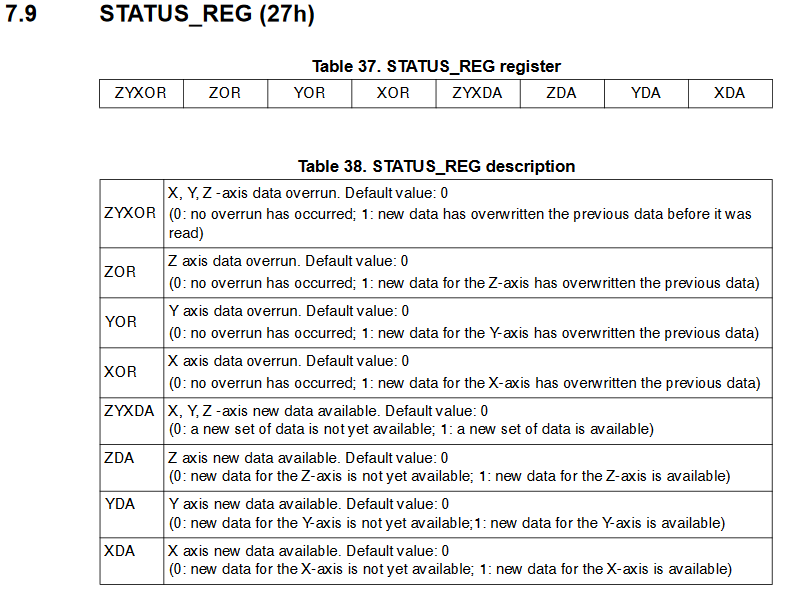 7.9 STATUS_REG (27h)
Table 37. STATUS_REG register
ZYXOR ZOR YOR XOR ZYXDA ZDA YDA XDA
Table 38. STATUS_REG description
ZYXOR
X, Y, Z -axis data overrun. Default value: 0
(0: no overrun has occurred; 1: new data has overwritten the previous data before it was
read)
ZOR
Z axis data overrun. Default value: 0
(0: no overrun has occurred; 1: new data for the Z-axis has overwritten the previous data)
YOR
Y axis data overrun. Default value: 0
(0: no overrun has occurred; 1: new data for the Y-axis has overwritten the previous data)
XOR
X axis data overrun. Default value: 0
(0: no overrun has occurred; 1: new data for the X-axis has overwritten the previous data)
ZYXDA
X, Y, Z -axis new data available. Default value: 0
(0: a new set of data is not yet available; 1: a new set of data is available)
ZDA
Z axis new data available. Default value: 0
(0: new data for the Z-axis is not yet available; 1: new data for the Z-axis is available)
YDA
Y axis new data available. Default value: 0
(0: new data for the Y-axis is not yet available;1: new data for the Y-axis is available)
XDA
X axis new data available. Default value: 0
(0: new data for the X-axis is not yet available; 1: new data for the X-axis is available)